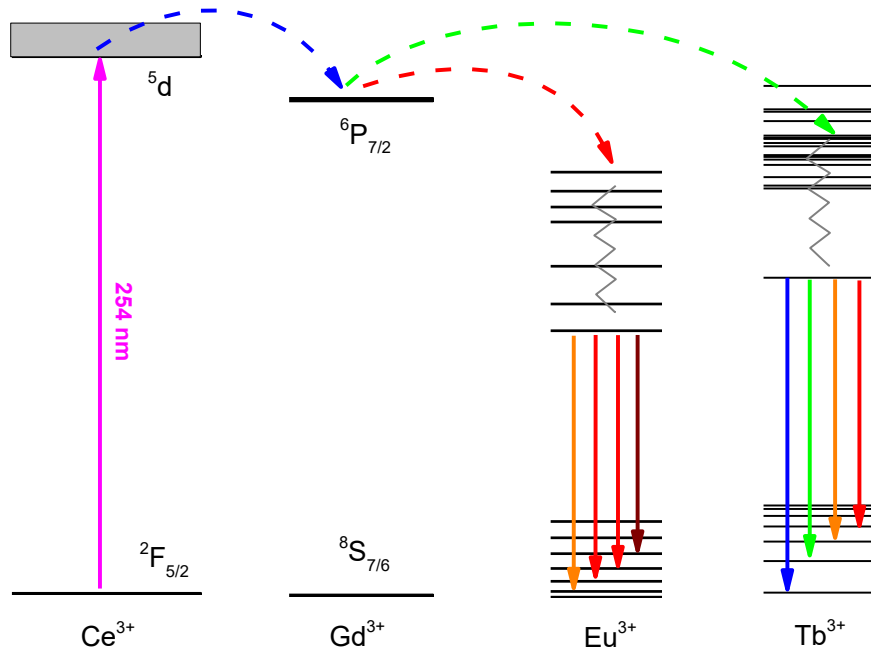 ⁵d
⁶P₇/₂
254 nm
²F₅/₂
⁸S₇/₆
Ce³⁺
Gd³⁺
Eu³⁺
Tb³⁺